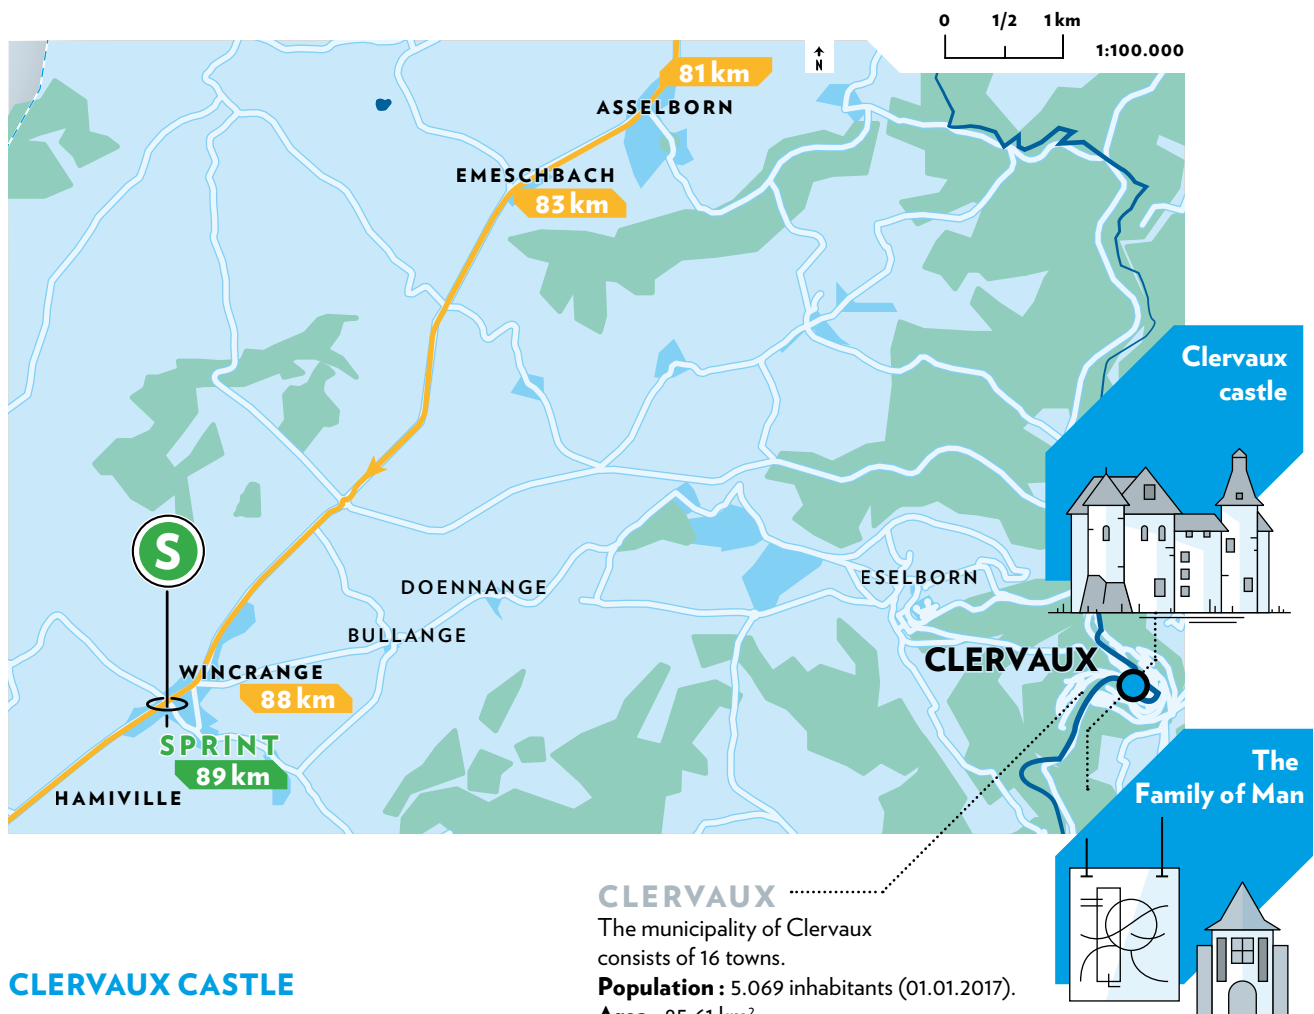 0 1/2 1 km
1:100.000
N
81 km
ASSELBORN
EMESCHBACH
83 km
Clervaux
castle
S
DOENNANGE
ESELBORN
BULLANGE
CLERVAUX
WINCRANGE
88 km
SPRINT
89 km
HAMIVILLE
The
Family of Man
CLERVAUX
The municipality of Clervaux
consists of 16 towns.
Population : 5.069 inhabitants (01.01.2017).
CLERVAUX CASTLE